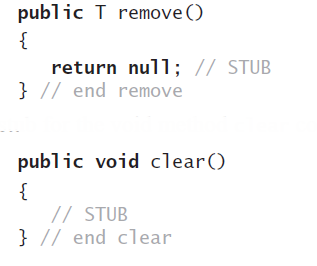 public T remove()
{
return null; // STUB
} // end remove
public void clear()
{
// STUB
} // end clear